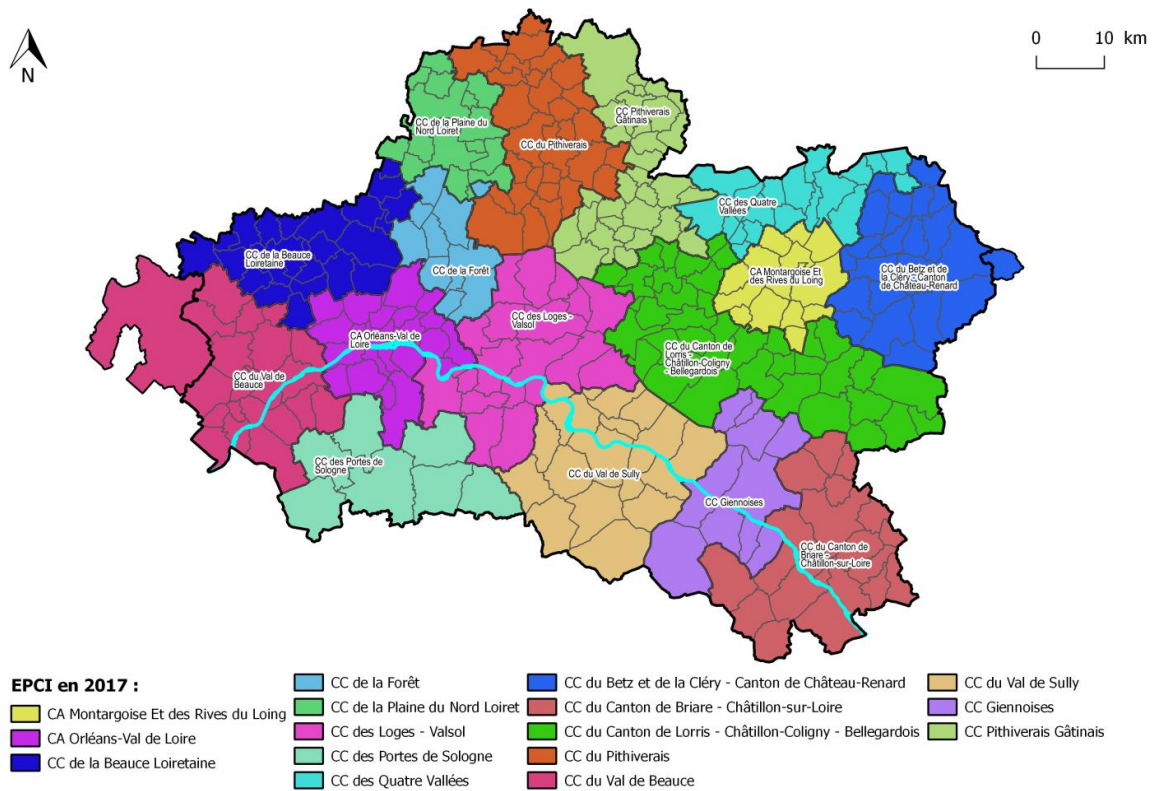 N
0 10 km
CC de la Plaine du
Nord Loiret
CC Pithiverais
Gâtinais
CC du Pithiverais
CC des Quatre
Vallées
CC de la Beauce
Loiretaine
CC de la Forêt
CA Montargoise Et
des Rives du Loing
CC du Betz et de
la Cléry - Canton
de Château-Renard
CC des Loges -
Valsol
CA Orléans-Val de
Loire
CC du Canton de
Lorris -
Châtillon-Coligny
- Bellegardois
CC du Val de
Beauce
CC des Portes de
Sologne
CC du Val de Sully
CC Giennoises
CC du Canton de
Briare -
Châtillon-sur-Loire
EPCI en 2017 :
CA Montargoise Et des Rives du Loing
CA Orléans-Val de Loire
CC de la Beauce Loiretaine
CC de la Forêt
CC de la Plaine du Nord Loiret
CC des Loges - Valsol
CC des Portes de Sologne
CC des Quatre Vallées
CC du Betz et de la Cléry - Canton de Château-Renard
CC du Canton de Briare - Châtillon-sur-Loire
CC du Canton de Lorris - Châtillon-Coligny - Bellegardois
CC du Pithiverais
CC du Val de Beauce
CC du Val de Sully
CC Giennoises
CC Pithiverais Gâtinais